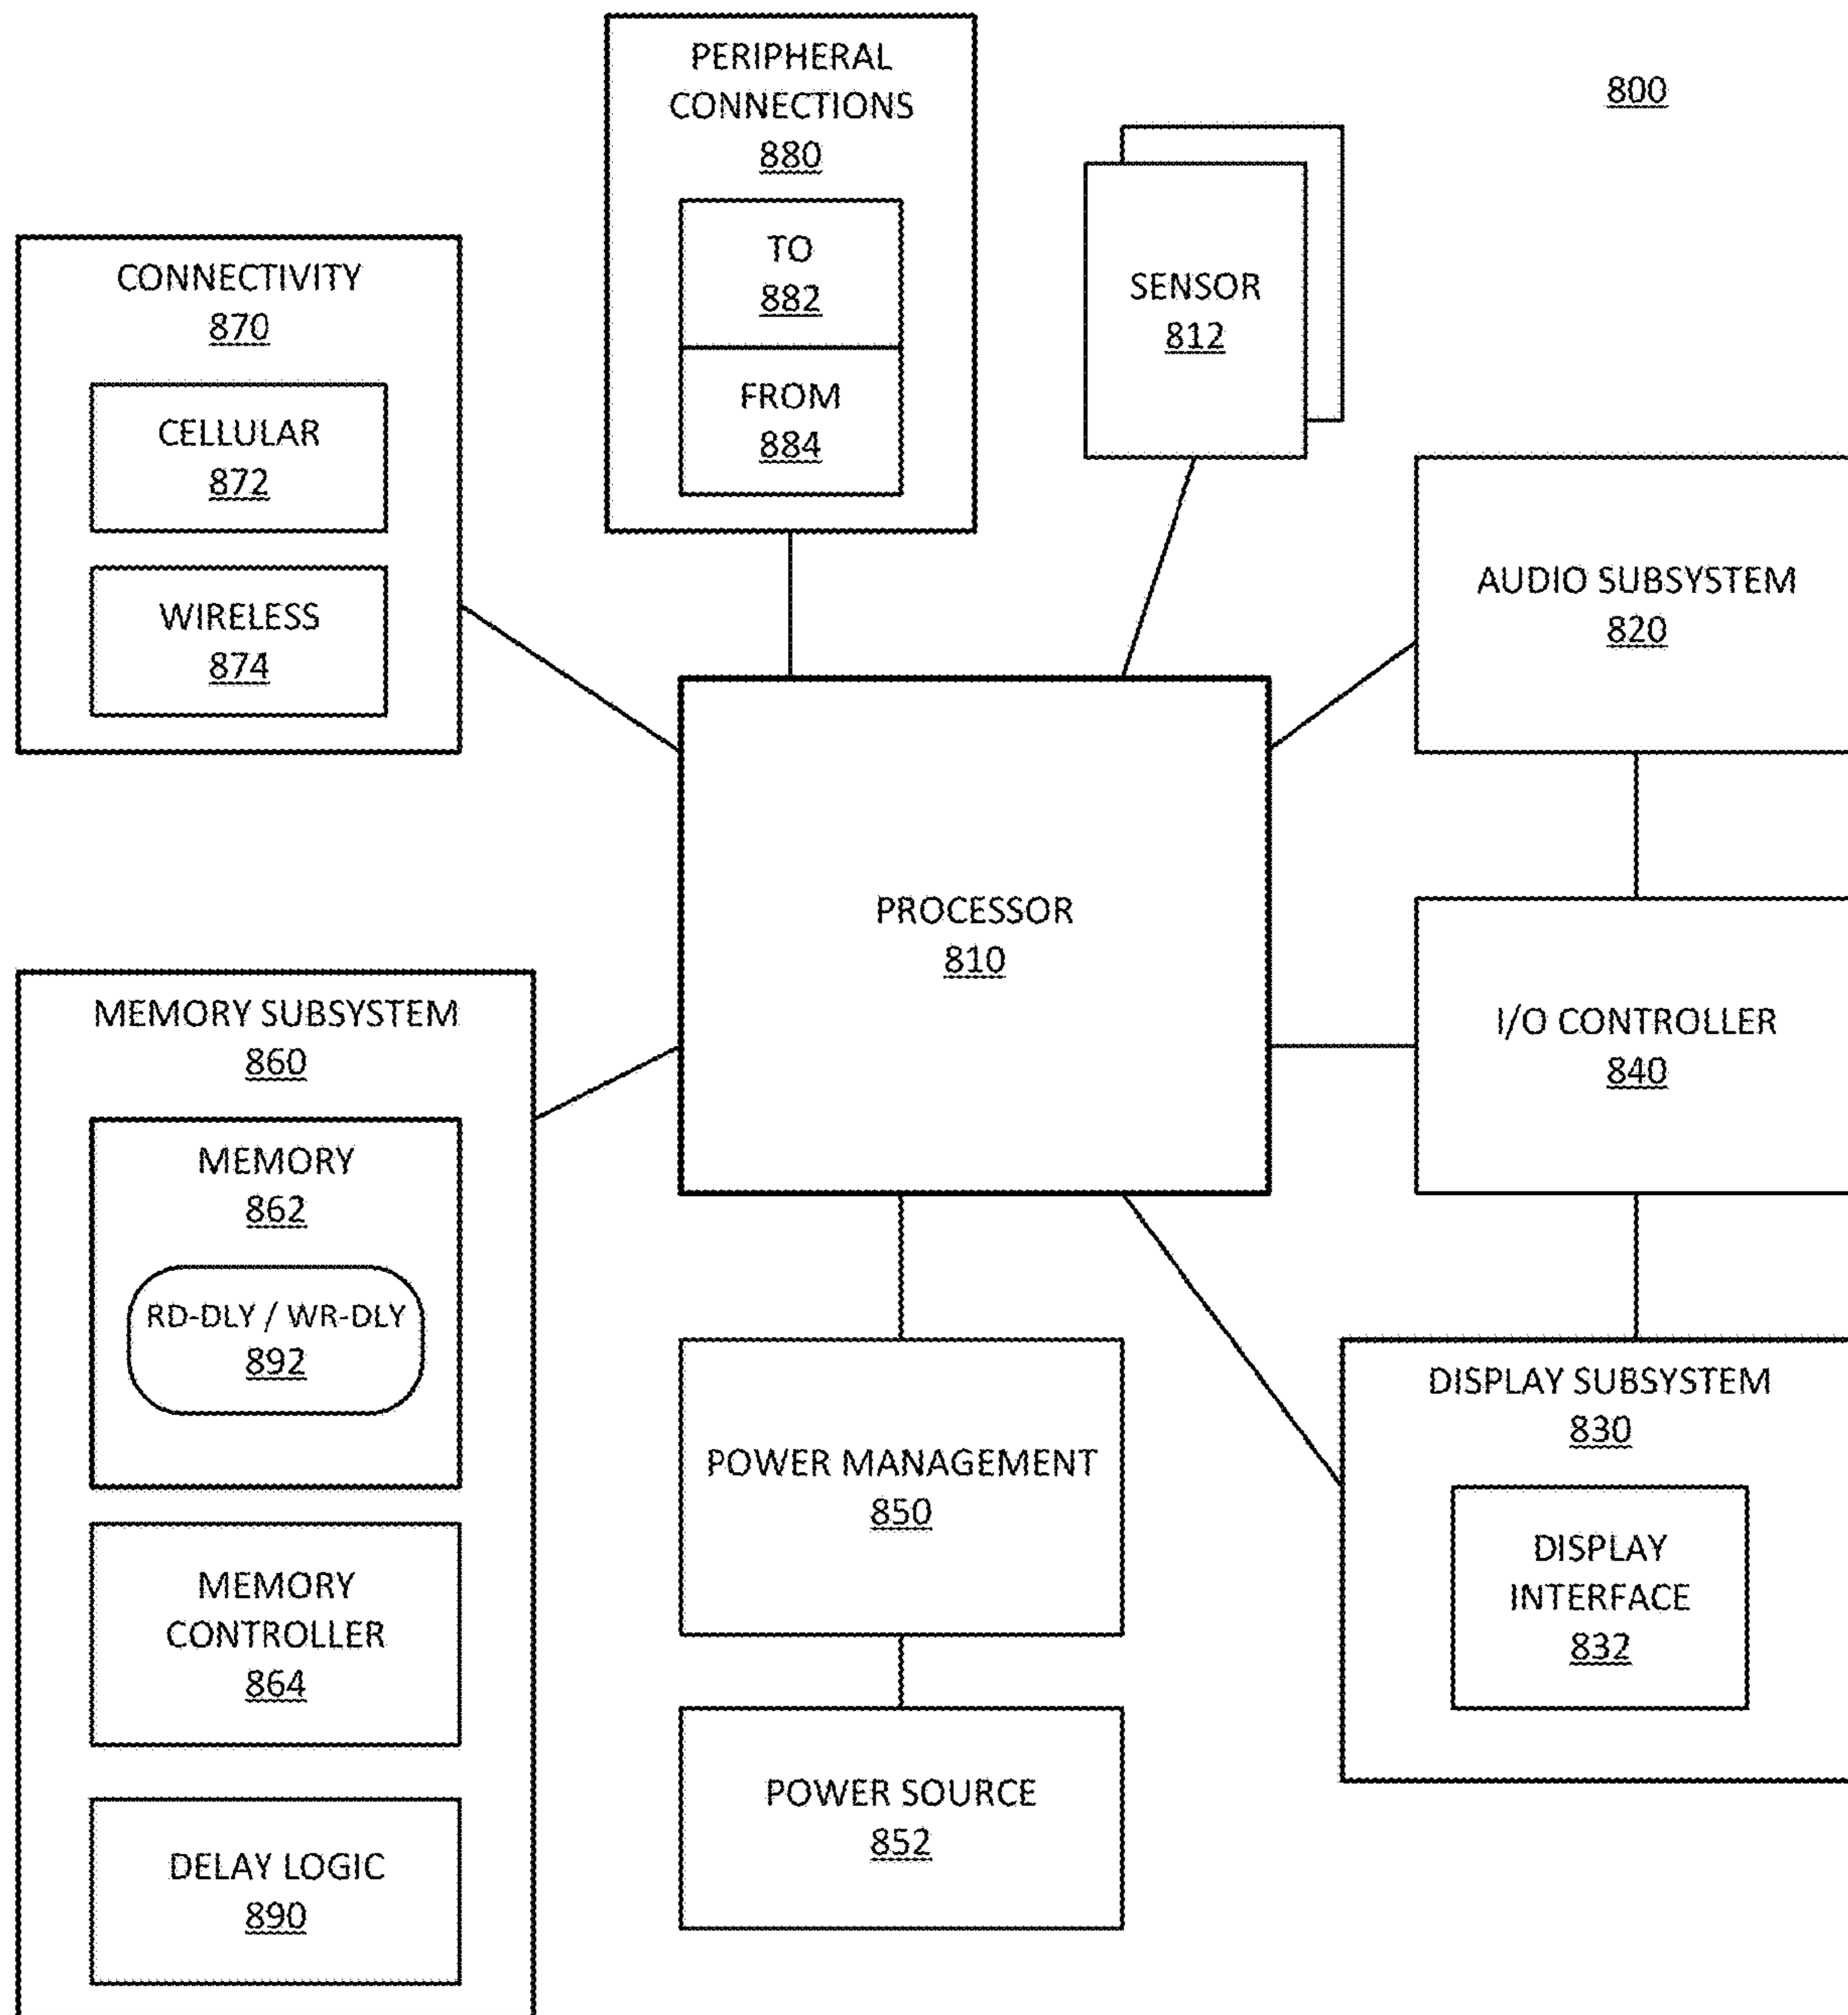 800
PERIPHERAL
CONNECTIONS
880
TO
882
FROM
884
SENSOR
812
CONNECTIVITY
870
CELLULAR
872
WIRELESS
874
AUDIO SUBSYSTEM
820
PROCESSOR
810
I/O CONTROLLER
840
MEMORY SUBSYSTEM
860
MEMORY
862
RD-DLY / WR-DLY
892
MEMORY
CONTROLLER
864
DELAY LOGIC
890
POWER MANAGEMENT
850
POWER SOURCE
852
DISPLAY SUBSYSTEM
830
DISPLAY
INTERFACE
832